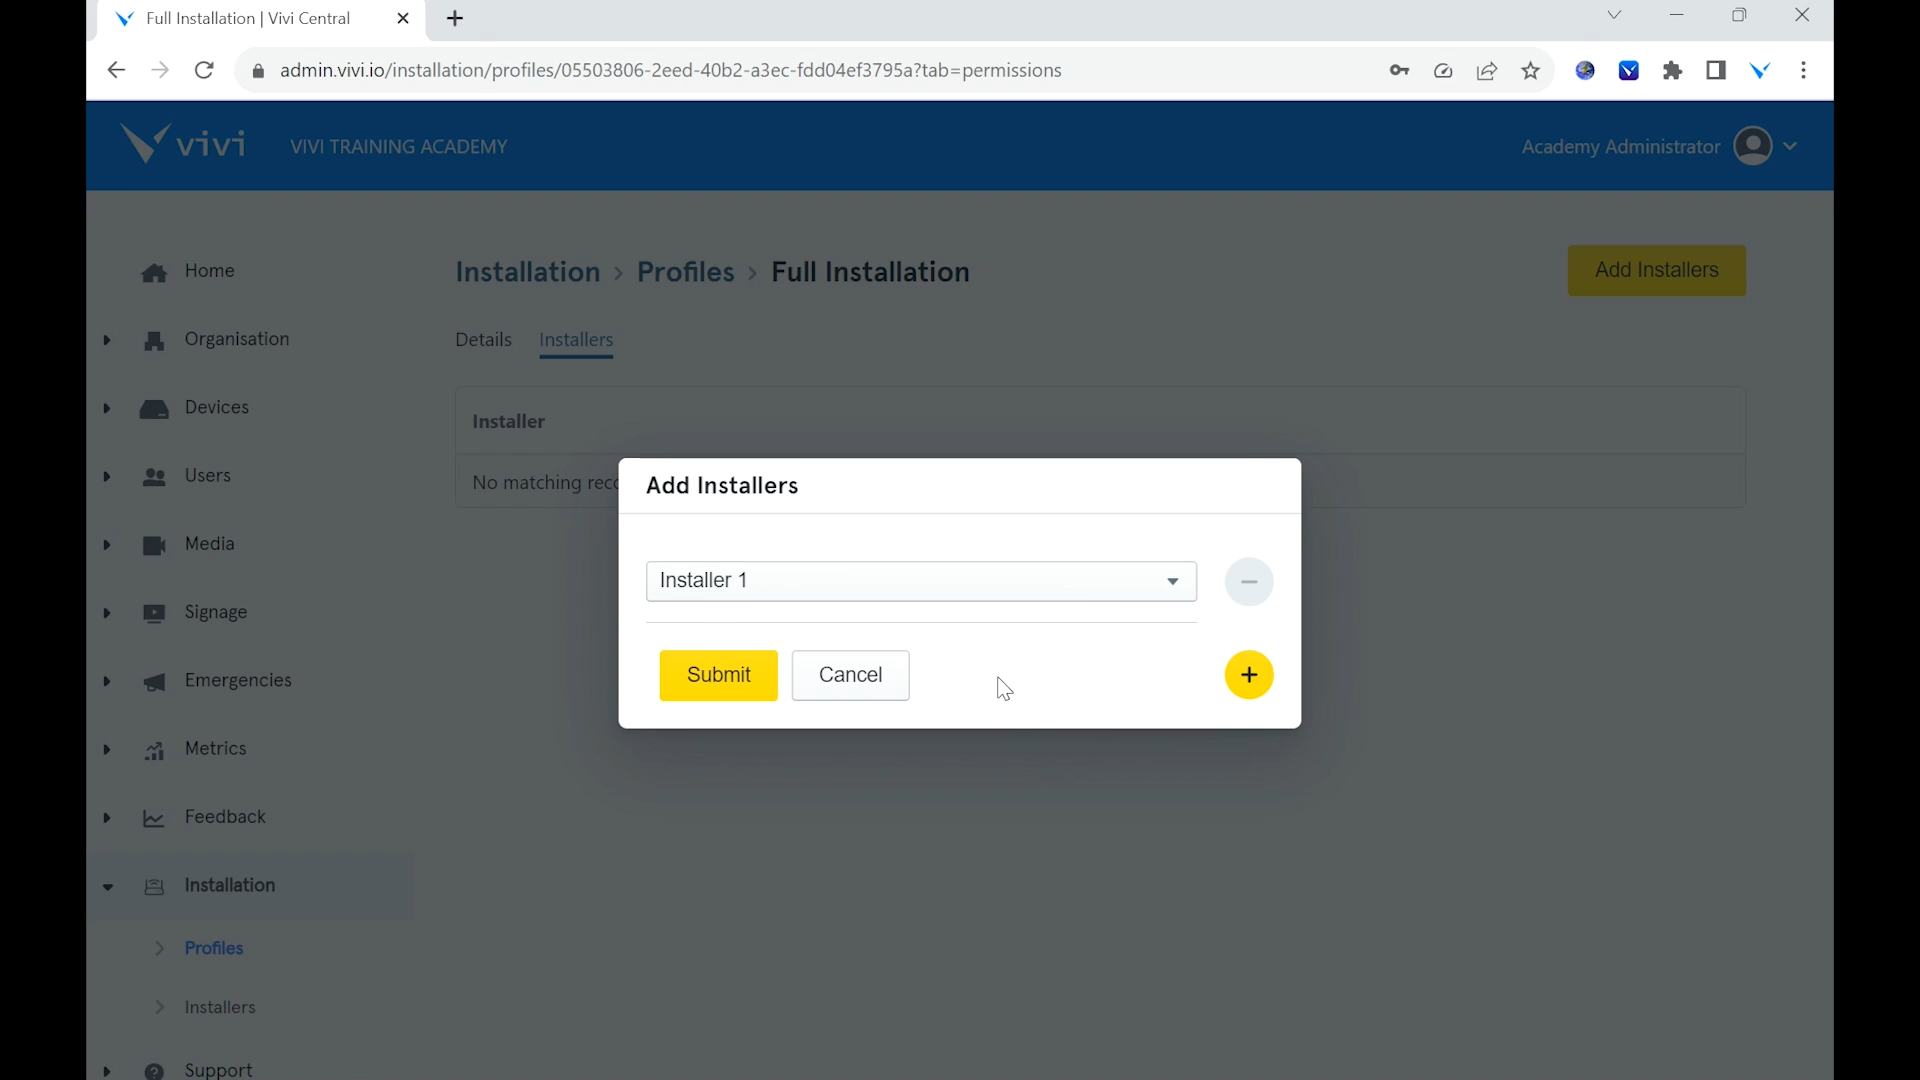 Full Installation | Vivi Central
admin.vivi.io/installation/profiles/05503806-2eed-40b2-a3ec-fdd04ef3795a?tab=permissions
vivi
VIVI TRAINING ACADEMY
Academy Administrator
Home
Organisation
Devices
Users
Media
Signage
Emergencies
Metrics
Feedback
Installation
Profiles
Installers
Support
Installation > Profiles > Full Installation
Add Installers
Details Installers
Installer
No matching reco
Add Installers
Installer 1
Submit Cancel